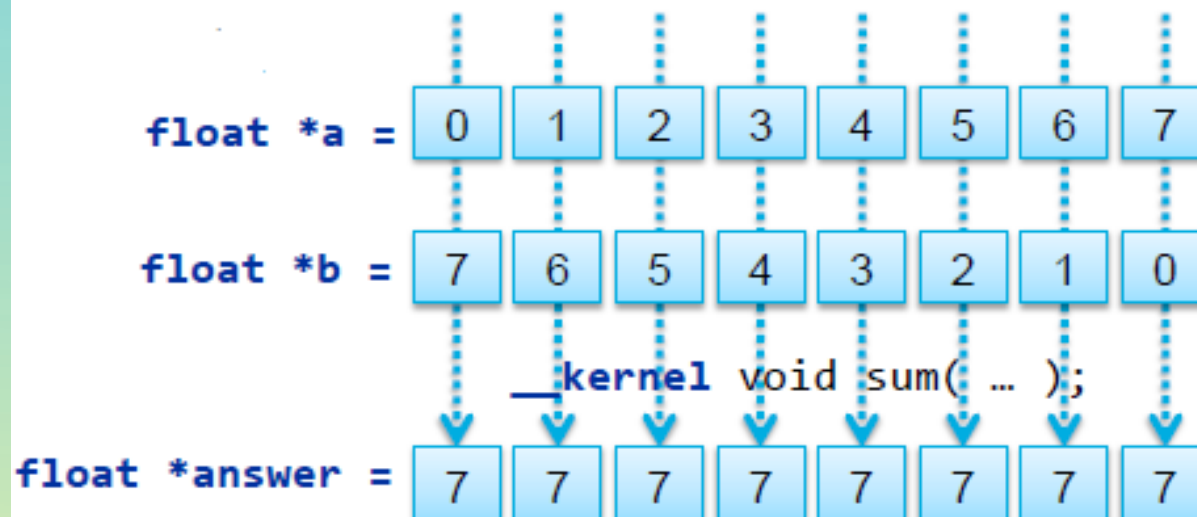 float *a = 0 1 2 3 4 5 6 7
float *b = 7 6 5 4 3 2 1 0
__kernel void sum( … );
float *answer = 7 7 7 7 7 7 7 7